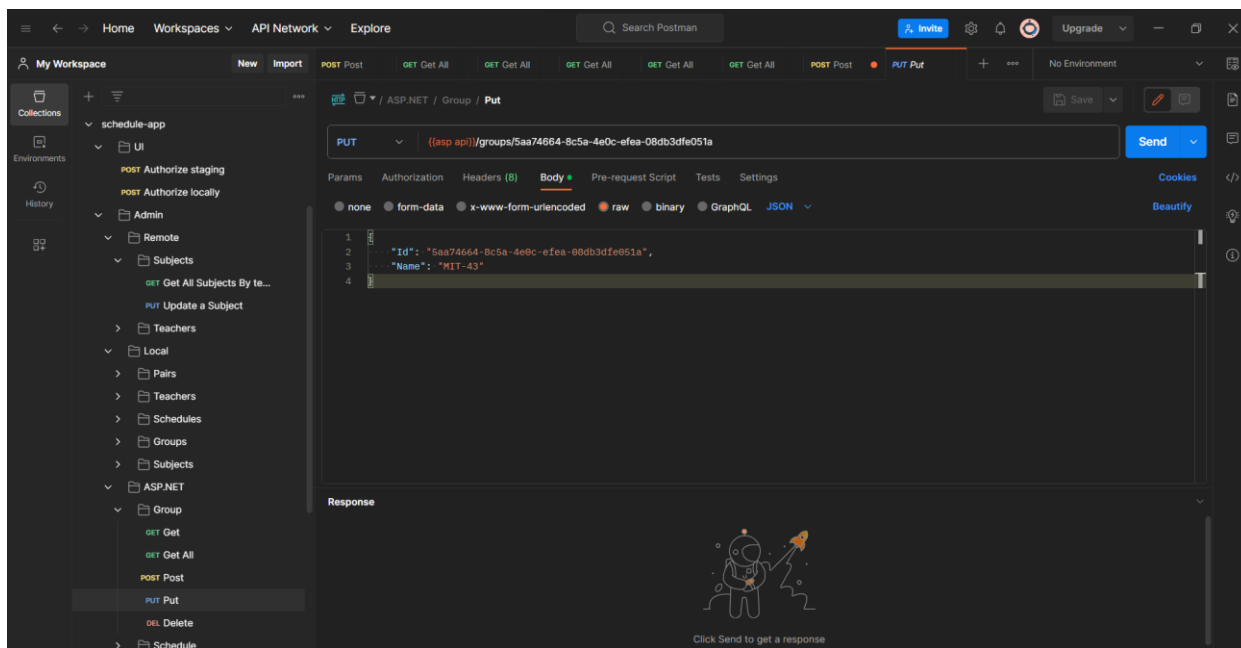 Home Workspaces API Network Explore Search Postman Invite Upgrade
My Workspace New Import POST Post GET Get All GET Get All GET Get All GET Get All GET Get All POST Post PUT Put No Environment
Collections
Environments
History
schedule-app
UI
POST Authorize staging
POST Authorize locally
Admin
Remote
Subjects
GET Get All Subjects By te...
PUT Update a Subject
Teachers
Local
Pairs
Teachers
Schedules
Groups
Subjects
ASP.NET
Group
GET Get
GET Get All
POST Post
PUT Put
DEL Delete
Schedule
HTTP / ASP.NET / Group / Put Save
PUT {{asp api}}/groups/5aa74664-8c5a-4e0c-efea-08db3dfe051a Send
Params Authorization Headers (8) Body Pre-request Script Tests Settings Cookies
none form-data x-www-form-urlencoded raw binary GraphQL JSON Beautify
1 {
2 "Id": "5aa74664-8c5a-4e0c-efea-08db3dfe051a",
3 "Name": "MIT-43"
4 }
Response
Click Send to get a response